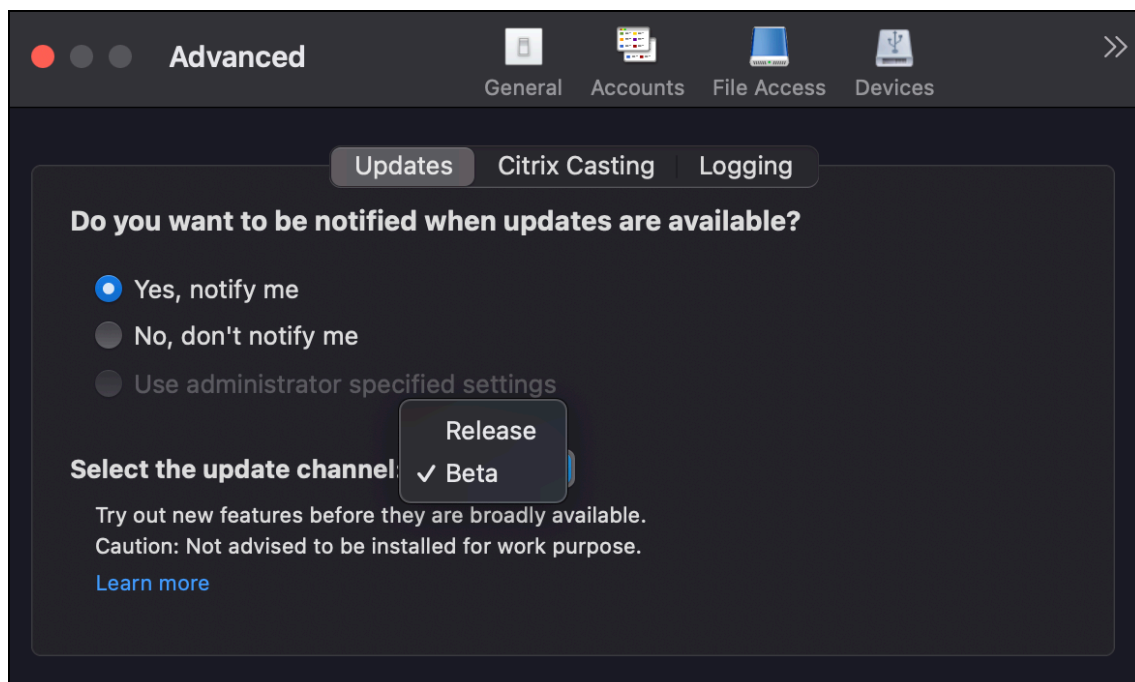 Advanced
General Accounts File Access Devices
Updates Citrix Casting Logging
Do you want to be notified when updates are available?
Yes, notify me
No, don't notify me
Use administrator specified settings
Release
Select the update channel:
✓ Beta
Try out new features before they are broadly available.
Caution: Not advised to be installed for work purpose.
Learn more